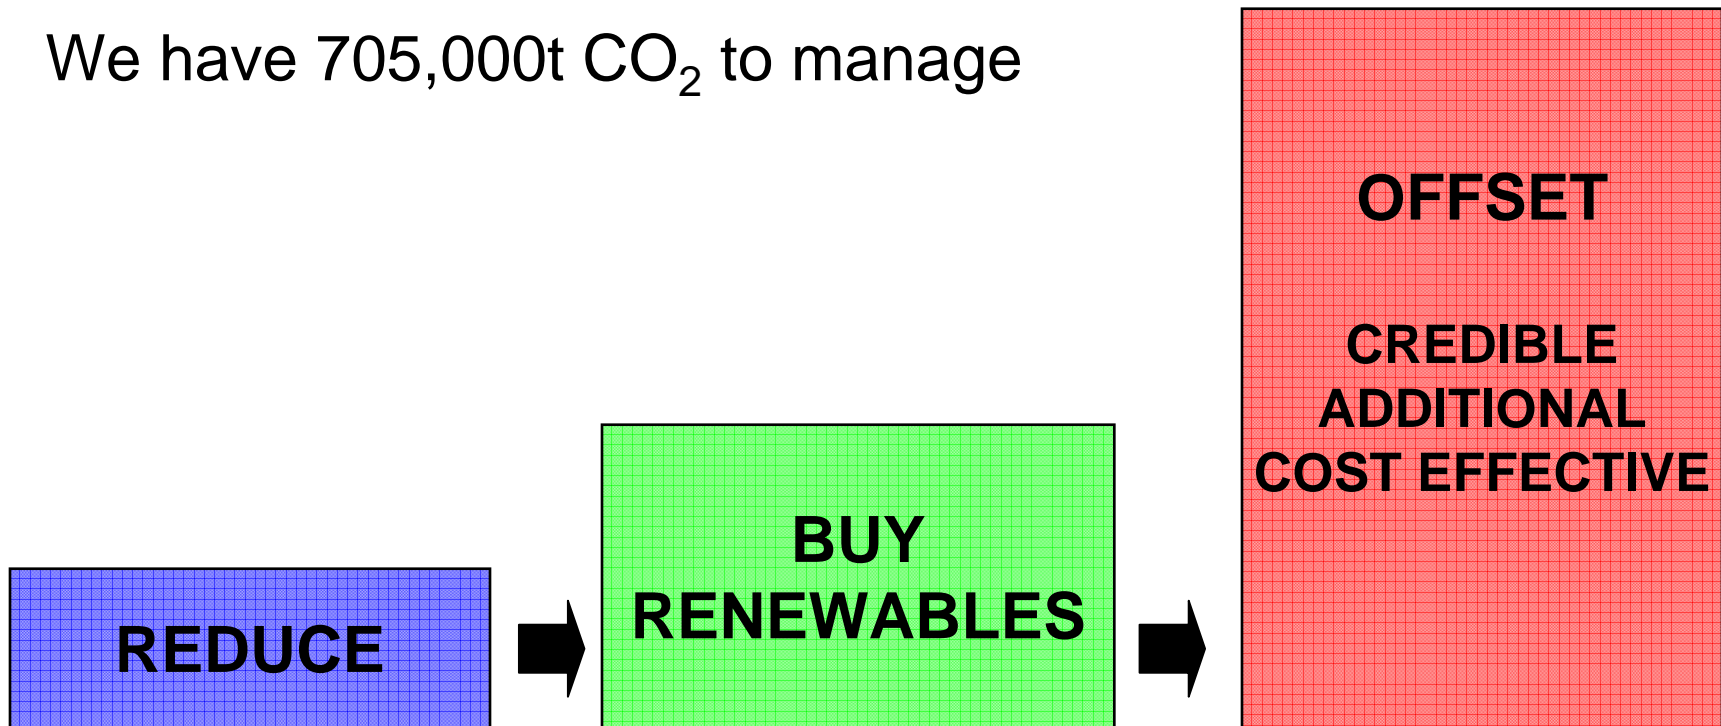 We have 705,000t CO₂ to manage
REDUCE
BUY
RENEWABLES
OFFSET
CREDIBLE
ADDITIONAL
COST EFFECTIVE